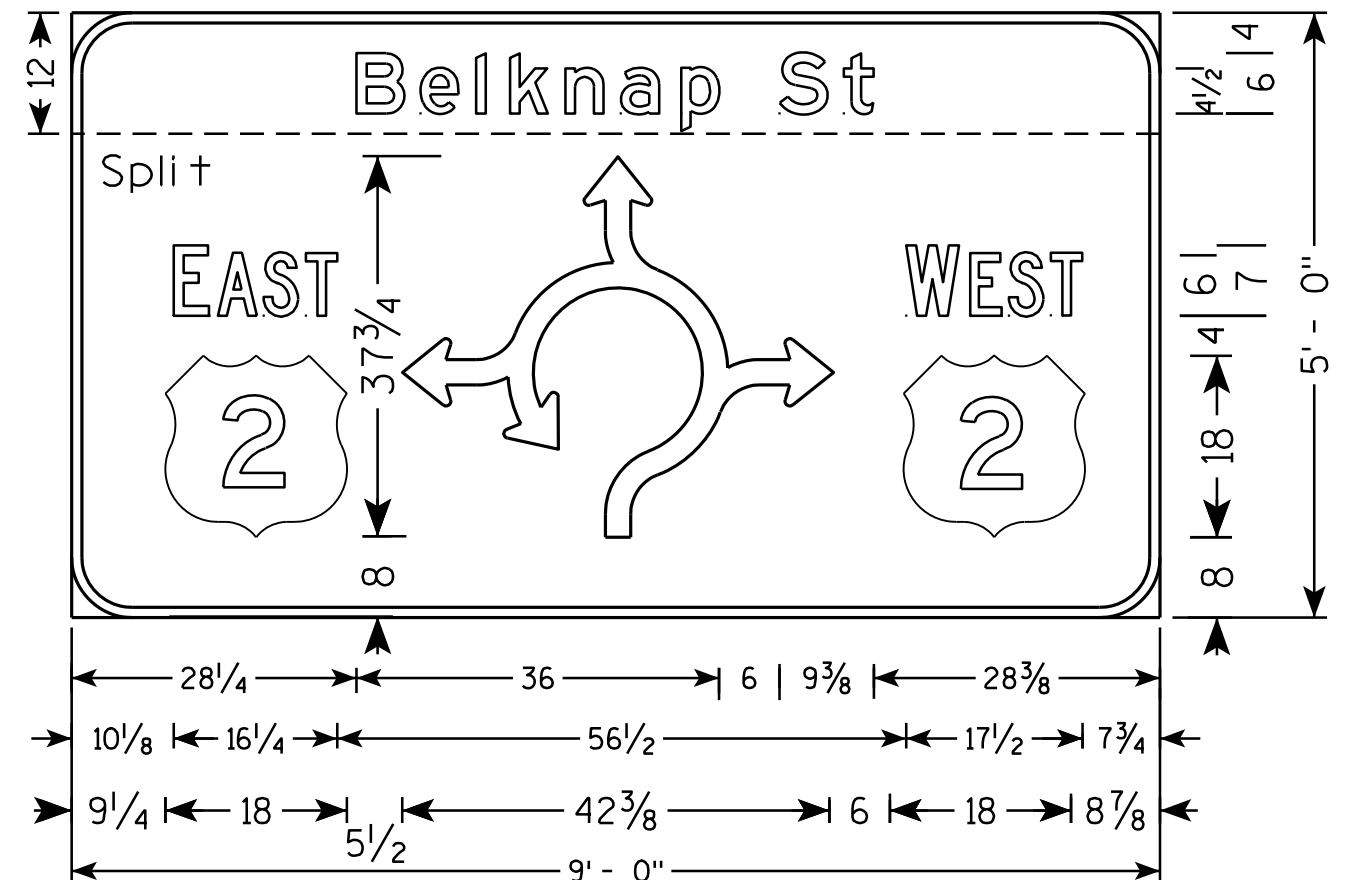 Belknap St
12
4½
6
4
Split
EAST
WEST
37¾
6
7
5' - 0"
4
2
2
18
8
8
28¼ 36 6 9⅜ 28⅜
10⅛ 16¼ 56½ 17½ 7¾
9¼ 18 5½ 42⅜ 6 18 8⅞
9' - 0"